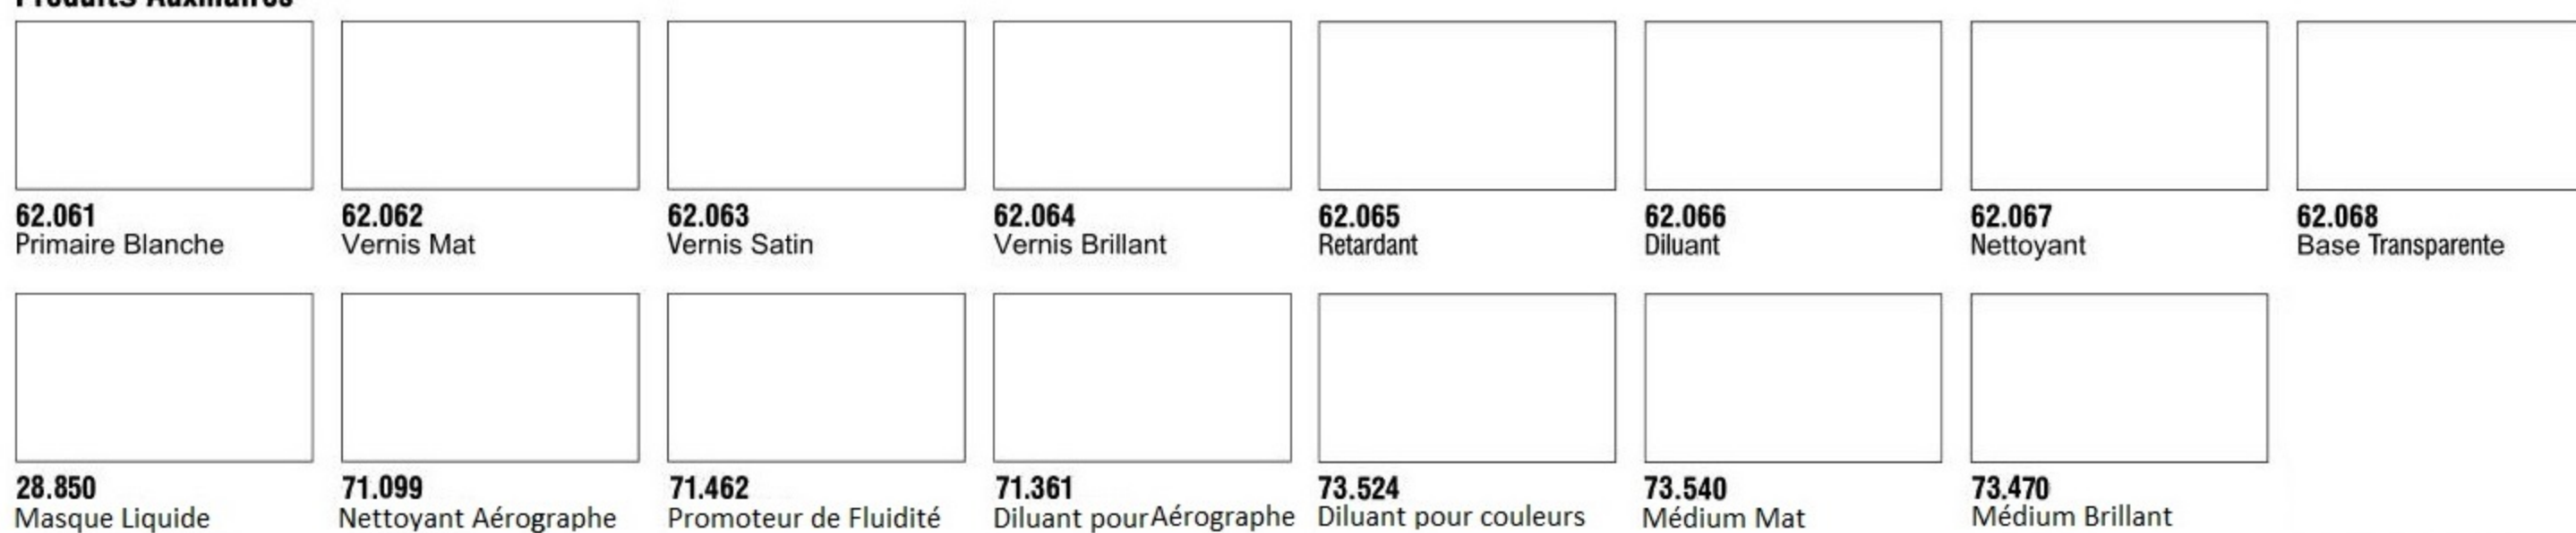 Produits Auxiliaires
62.061 62.062 62.063 62.064 62.065 62.066 62.067 62.068
Primaire Blanche Vernis Mat Vernis Satin Vernis Brillant Retardant Diluant Nettoyant Base Transparente
28.850 71.099 71.462 71.361 73.524 73.540 73.470
Masque Liquide Nettoyant Aérographe Promoteur de Fluidité Diluant pour Aérographe Diluant pour couleurs Médium Mat Médium Brillant